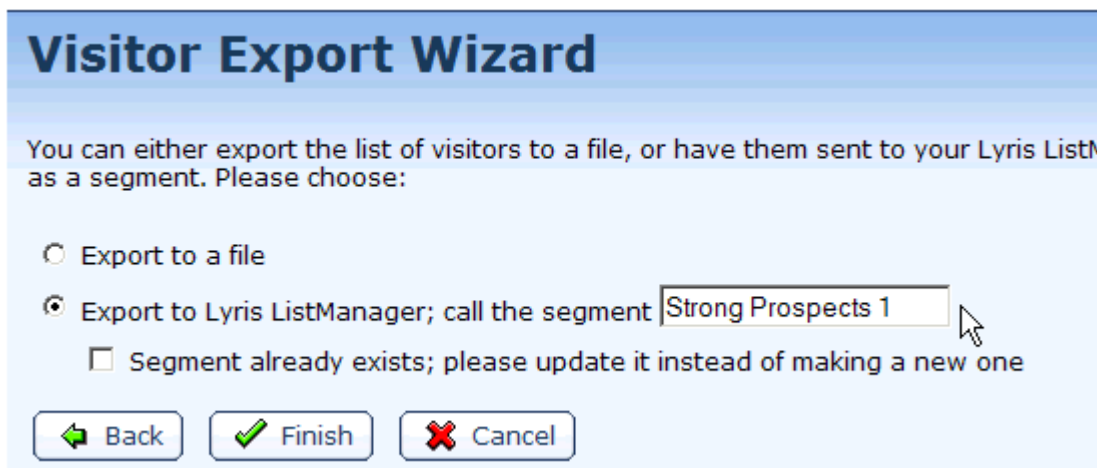 Visitor Export Wizard
You can either export the list of visitors to a file, or have them sent to your Lyris
as a segment. Please choose:
Export to a file
Export to Lyris ListManager; call the segment Strong Prospects 1
Segment already exists; please update it instead of making a new one
Back Finish Cancel